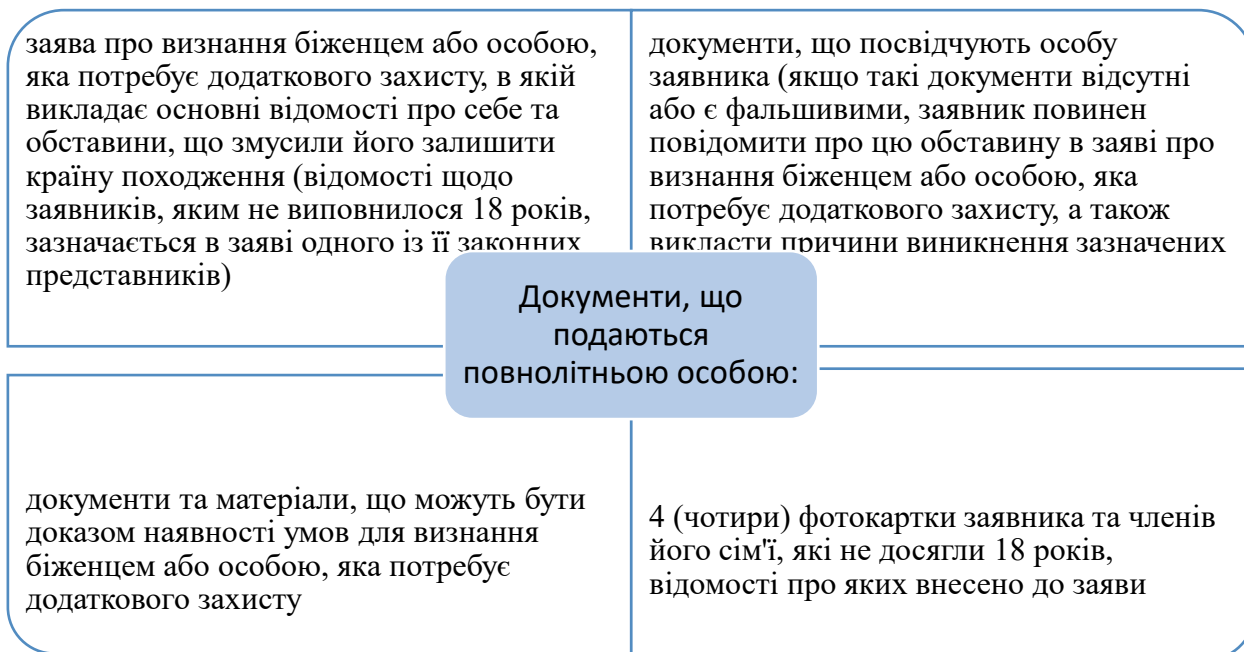 заява про визнання біженцем або особою,
яка потребує додаткового захисту, в якій
викладає основні відомості про себе та
обставини, що змусили його залишити
країну походження (відомості щодо
заявників, яким не виповнилося 18 років,
зазначається в заяві одного із її законних
представників)
документи, що посвідчують особу
заявника (якщо такі документи відсутні
або є фальшивими, заявник повинен
повідомити про цю обставину в заяві про
визнання біженцем або особою, яка
потребує додаткового захисту, а також
викласти причини виникнення зазначених
Документи, що
подаються
повнолітньою особою:
документи та матеріали, що можуть бути
доказом наявності умов для визнання
біженцем або особою, яка потребує
додаткового захисту
4 (чотири) фотокартки заявника та членів
його сім'ї, які не досягли 18 років,
відомості про яких внесено до заяви